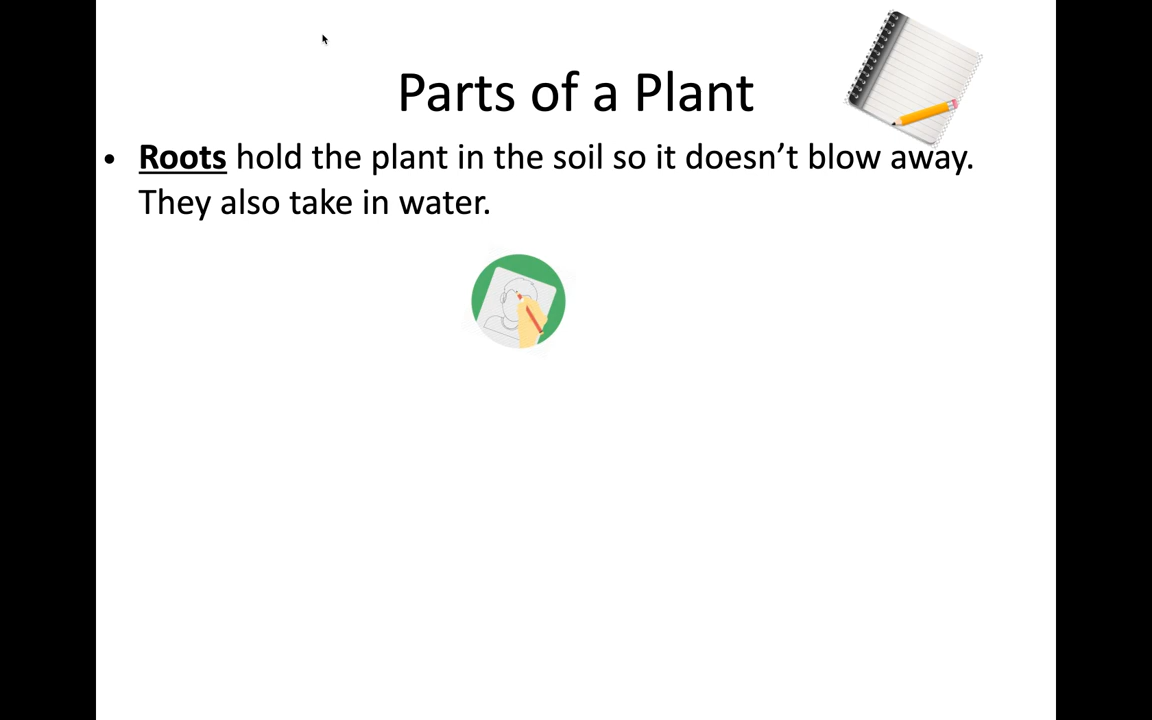 Parts of a Plant
• Roots hold the plant in the soil so it doesn’t blow away.
They also take in water.